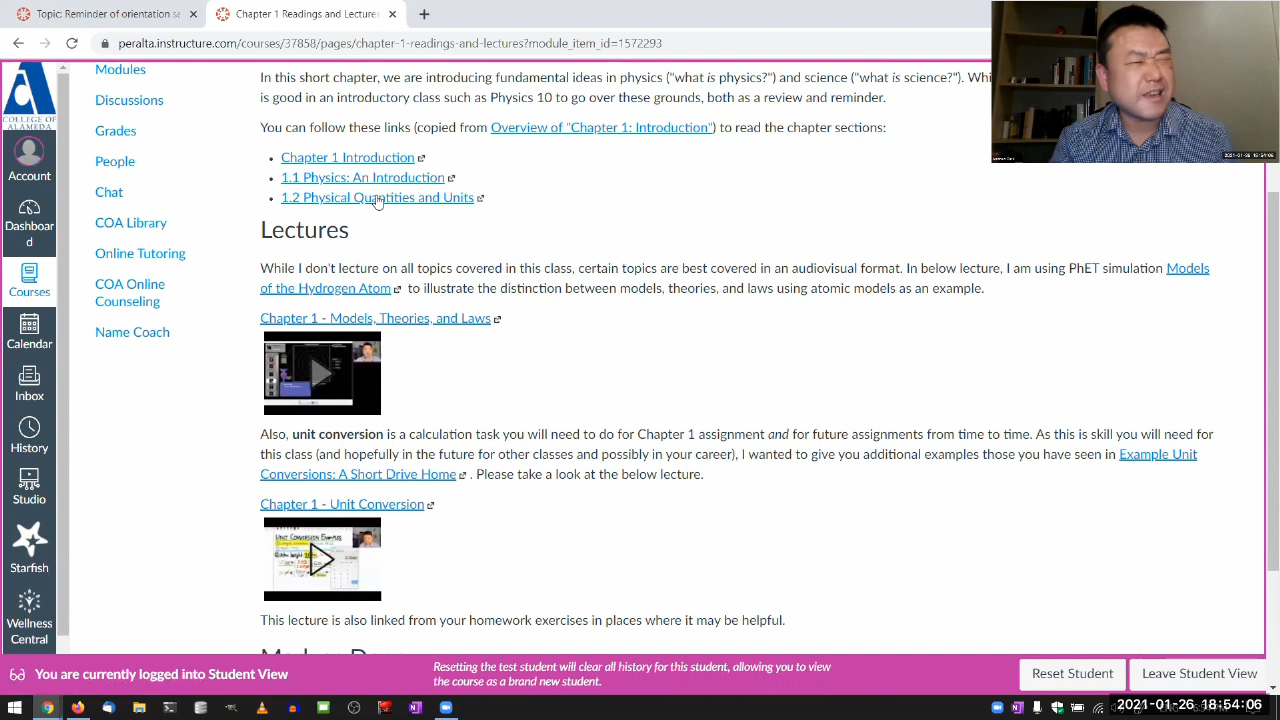 Topic: Reminder of orientation se
Chapter 1 Readings and Lectures
peralta.instructure.com/courses/37858/pages/chapter-1-readings-and-lectures?module_item_id=1572293
COLLEGE OF
ALAMEDA
Account
Dashboar
d
Courses
Calendar
Inbox
History
Studio
Starfish
Wellness
Central
Modules
Discussions
Grades
People
Chat
COA Library
Online Tutoring
COA Online
Counseling
Name Coach
In this short chapter, we are introducing fundamental ideas in physics ("what is physics?") and science ("what is science?"). Whi
is good in an introductory class such as Physics 10 to go over these grounds, both as a review and reminder.
You can follow these links (copied from Overview of "Chapter 1: Introduction") to read the chapter sections:
Chapter 1 Introduction
1.1 Physics: An Introduction
1.2 Physical Quantities and Units
Lectures
While I don't lecture on all topics covered in this class, certain topics are best covered in an audiovisual format. In below lecture, I am using PhET simulation Models
of the Hydrogen Atom to illustrate the distinction between models, theories, and laws using atomic models as an example.
Chapter 1 - Models, Theories, and Laws
Also, unit conversion is a calculation task you will need to do for Chapter 1 assignment and for future assignments from time to time. As this is skill you will need for
this class (and hopefully in the future for other classes and possibly in your career), I wanted to give you additional examples those you have seen in Example Unit
Conversions: A Short Drive Home . Please take a look at the below lecture.
Chapter 1 - Unit Conversion
UNIT CONVERSION EXAMPLES
This lecture is also linked from your homework exercises in places where it may be helpful.
You are currently logged into Student View
Resetting the test student will clear all history for this student, allowing you to view
the course as a brand new student.
Reset Student
Leave Student View
2021-01-26 18:54:06
2021-01-26 18:54:06